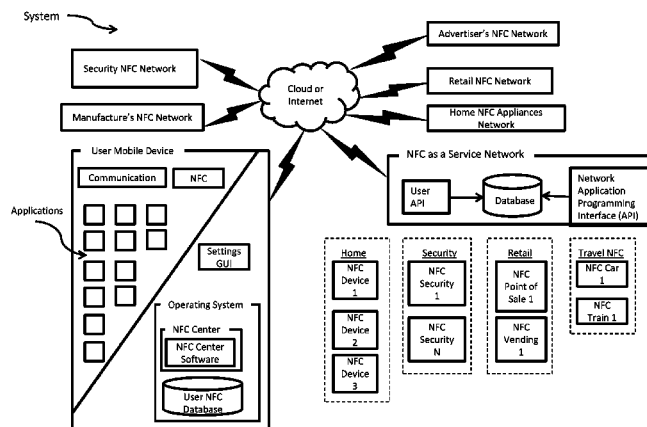 System
Security NFC Network
Manufacture's NFC Network
Cloud or
Internet
Advertiser's NFC Network
Retail NFC Network
Home NFC Appliances
Network
User Mobile Device
Communication
NFC
Applications
Settings
GUI
Operating System
NFC Center
NFC Center
Software
User NFC
Database
NFC as a Service Network
User
API
Database
Network
Application
Programming
Interface (API)
Home
NFC
Device
1
NFC
Device
2
NFC
Device
3
Security
NFC
Security
1
NFC
Security
N
Retail
NFC
Point of
Sale 1
NFC
Vending
1
Travel NFC
NFC Car
1
NFC
Train 1